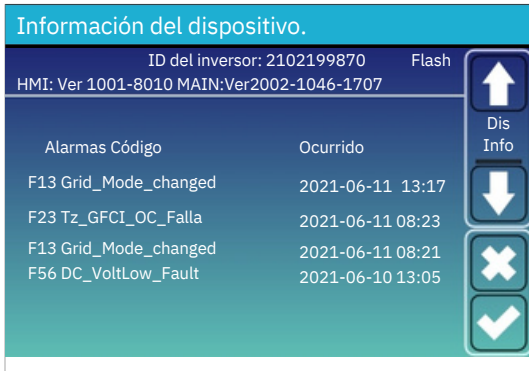 Información del dispositivo.
ID del inversor: 2102199870 Flash
HMI: Ver 1001-8010 MAIN:Ver2002-1046-1707
Dis
Info
Alarmas Código Ocurrido
F13 Grid_Mode_changed 2021-06-11 13:17
F23 Tz_GFCI_OC_Falla 2021-06-11 08:23
F13 Grid_Mode_changed 2021-06-11 08:21
F56 DC_VoltLow_Fault 2021-06-10 13:05